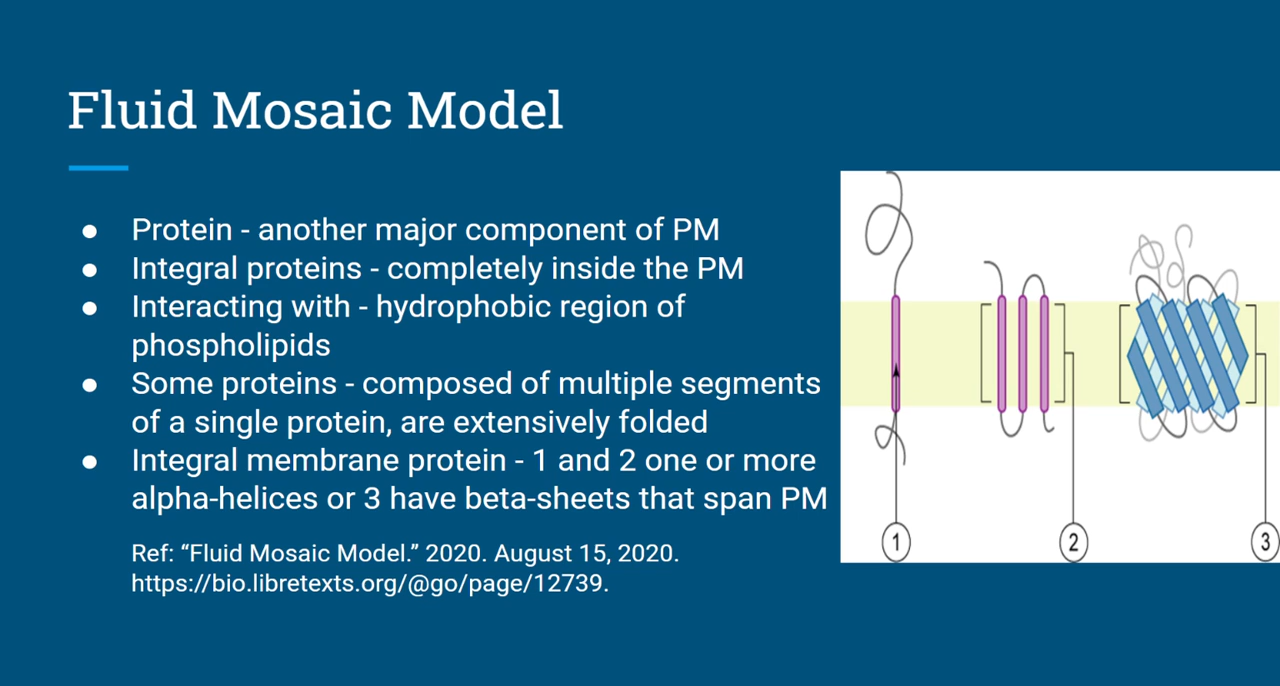 Fluid Mosaic Model
● Protein - another major component of PM
● Integral proteins - completely inside the PM
● Interacting with - hydrophobic region of
phospholipids
● Some proteins - composed of multiple segments
of a single protein, are extensively folded
● Integral membrane protein - 1 and 2 one or more
alpha-helices or 3 have beta-sheets that span PM
Ref: “Fluid Mosaic Model.” 2020. August 15, 2020.
https://bio.libretexts.org/@go/page/12739.
1 2 3